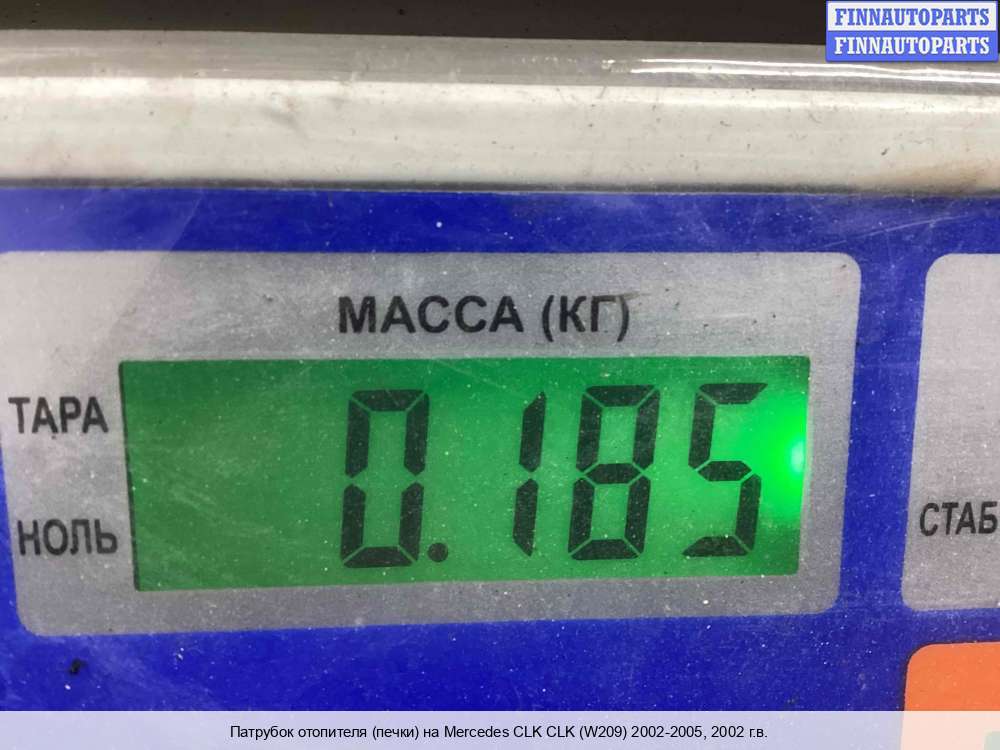 FINNAUTOPARTS
FINNAUTOPARTS
МАССА (КГ)
ТАРА
0.185
НОЛЬ
СТАБ
Патрубок отопителя (печки) на Mercedes CLK CLK (W209) 2002-2005, 2002 г.в.